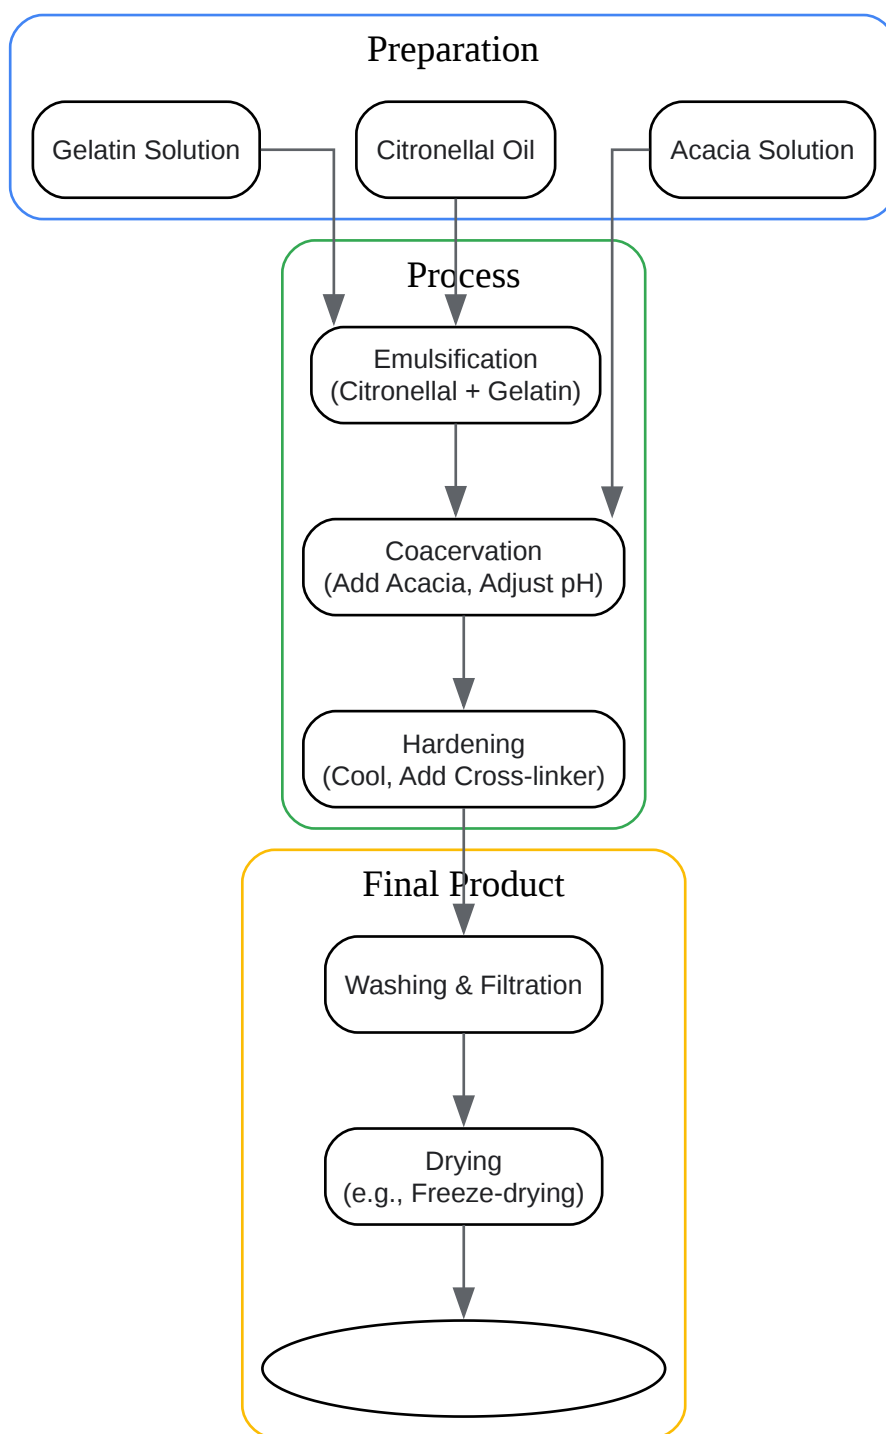 Preparation
Gelatin Solution
Citronellal Oil
Acacia Solution
Process
Emulsification
(Citronellal + Gelatin)
Coacervation
(Add Acacia, Adjust pH)
Hardening
(Cool, Add Cross-linker)
Final Product
Washing & Filtration
Drying
(e.g., Freeze-drying)